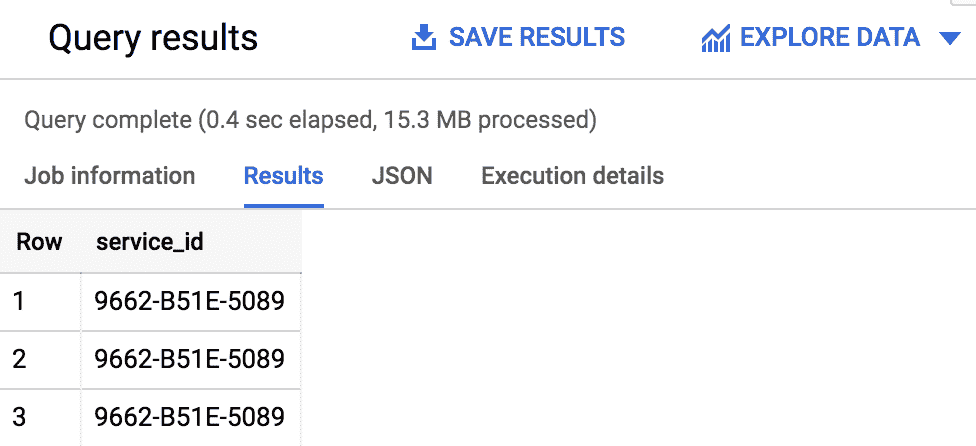 Query results SAVE RESULTS EXPLORE DATA
Query complete (0.4 sec elapsed, 15.3 MB processed)
Job information Results JSON Execution details
Row service_id
1 9662-B51E-5089
2 9662-B51E-5089
3 9662-B51E-5089